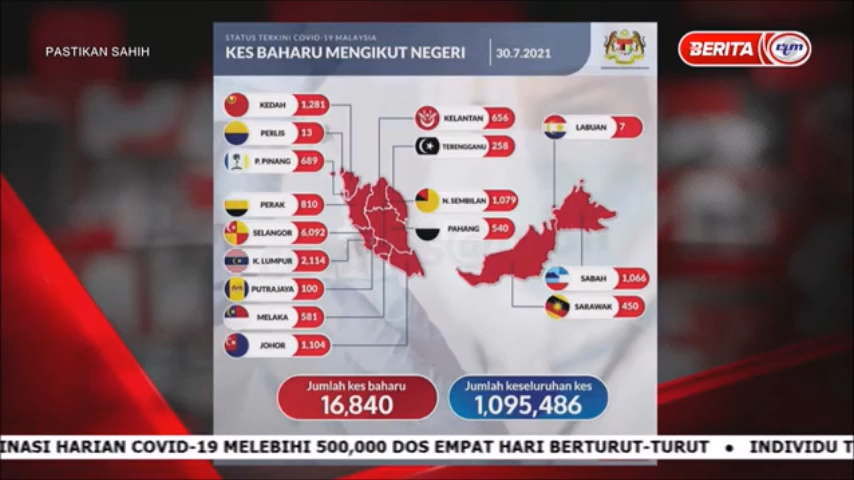 PASTIKAN SAHIH
STATUS TERKINI COVID-19 MALAYSIA
KES BAHARU MENGIKUT NEGERI
30.7.2021
BERITA RTM
KEDAH 1,281
PERLIS 13
P. PINANG 689
PERAK 810
SELANGOR 6,092
K. LUMPUR 2,114
PUTRAJAYA 100
MELAKA 581
JOHOR 1,104
KELANTAN 656
TERENGGANU 258
N. SEMBILAN 1,079
PAHANG 540
LABUAN 7
SABAH 1,066
SARAWAK 450
Jumlah kes baharu
16,840
Jumlah keseluruhan kes
1,095,486
INASI HARIAN COVID-19 MELEBIHI 500,000 DOS EMPAT HARI BERTURUT-TURUT • INDIVIDU T